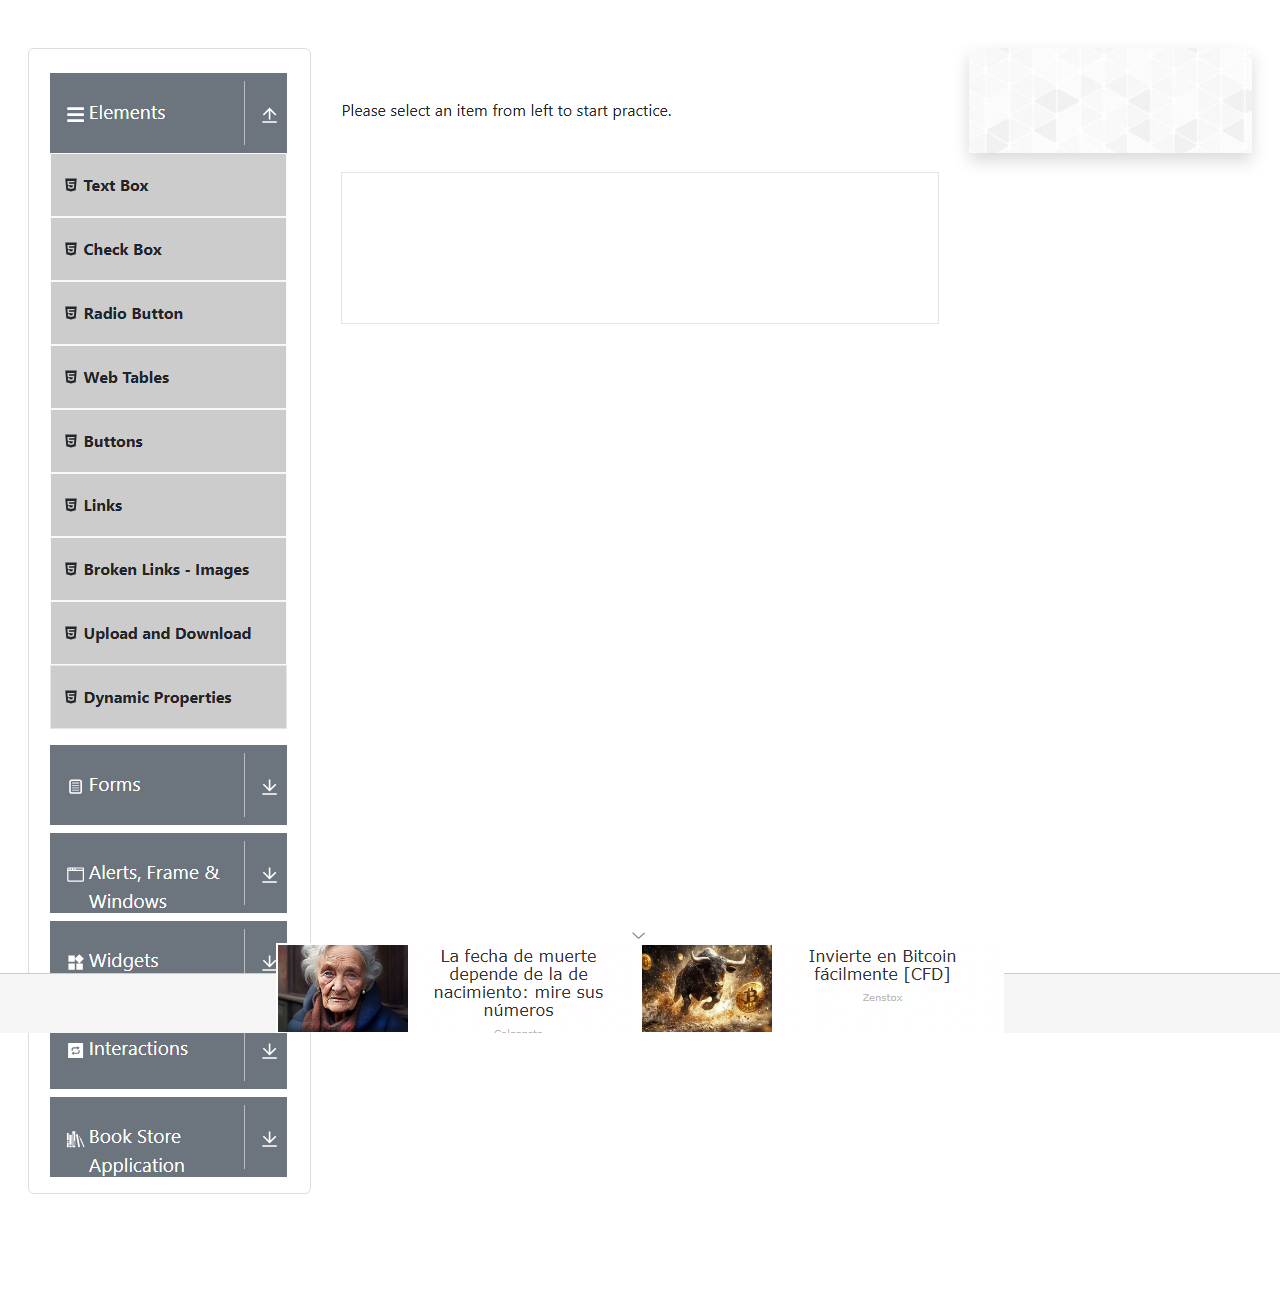 Elements
Text Box
Check Box
Radio Button
Web Tables
Buttons
Links
Broken Links - Images
Upload and Download
Dynamic Properties
Forms
Alerts, Frame &
Windows
Widgets
Interactions
Book Store
Application
Please select an item from left to start practice.
La fecha de muerte
depende de la de
nacimiento: mire sus
números
Invierte en Bitcoin
fácilmente [CFD]
Zenstox